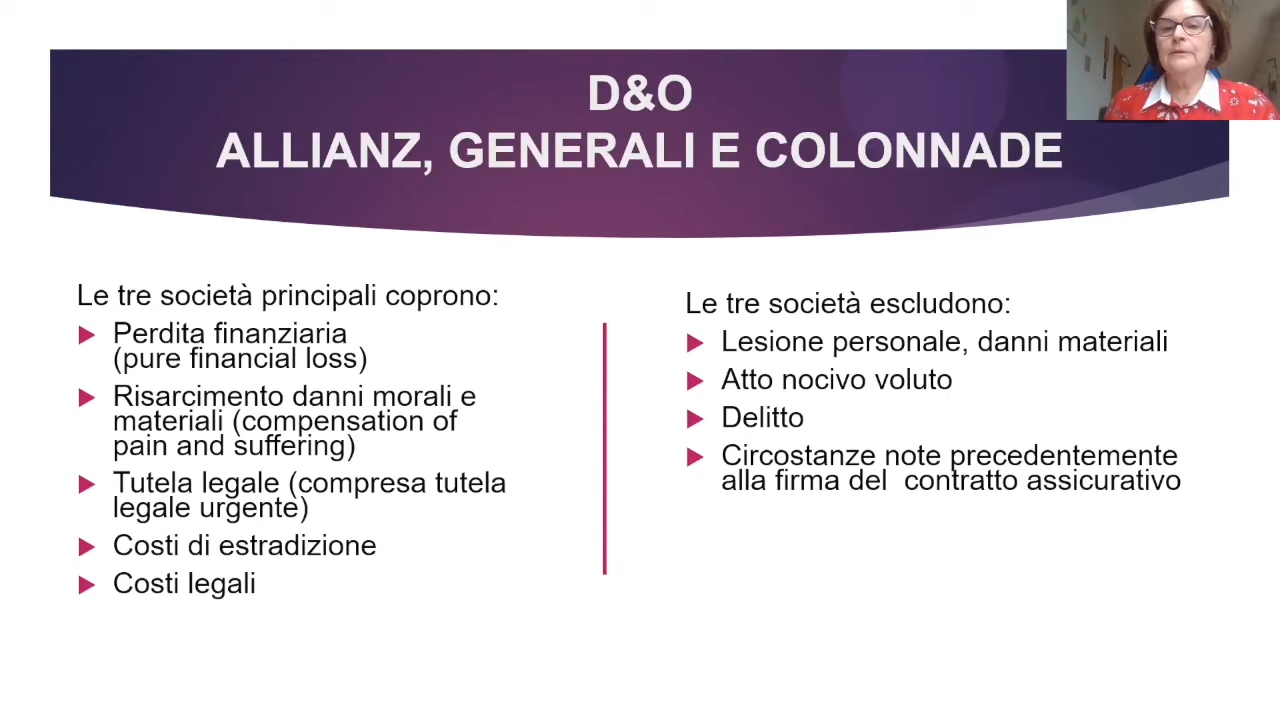 D&O
ALLIANZ, GENERALI E COLONNADE
Le tre società principali coprono:
Perdita finanziaria
(pure financial loss)
Risarcimento danni morali e
materiali (compensation of
pain and suffering)
Tutela legale (compresa tutela
legale urgente)
Costi di estradizione
Costi legali
Le tre società escludono:
Lesione personale, danni materiali
Atto nocivo voluto
Delitto
Circostanze note precedentemente
alla firma del  contratto assicurativo